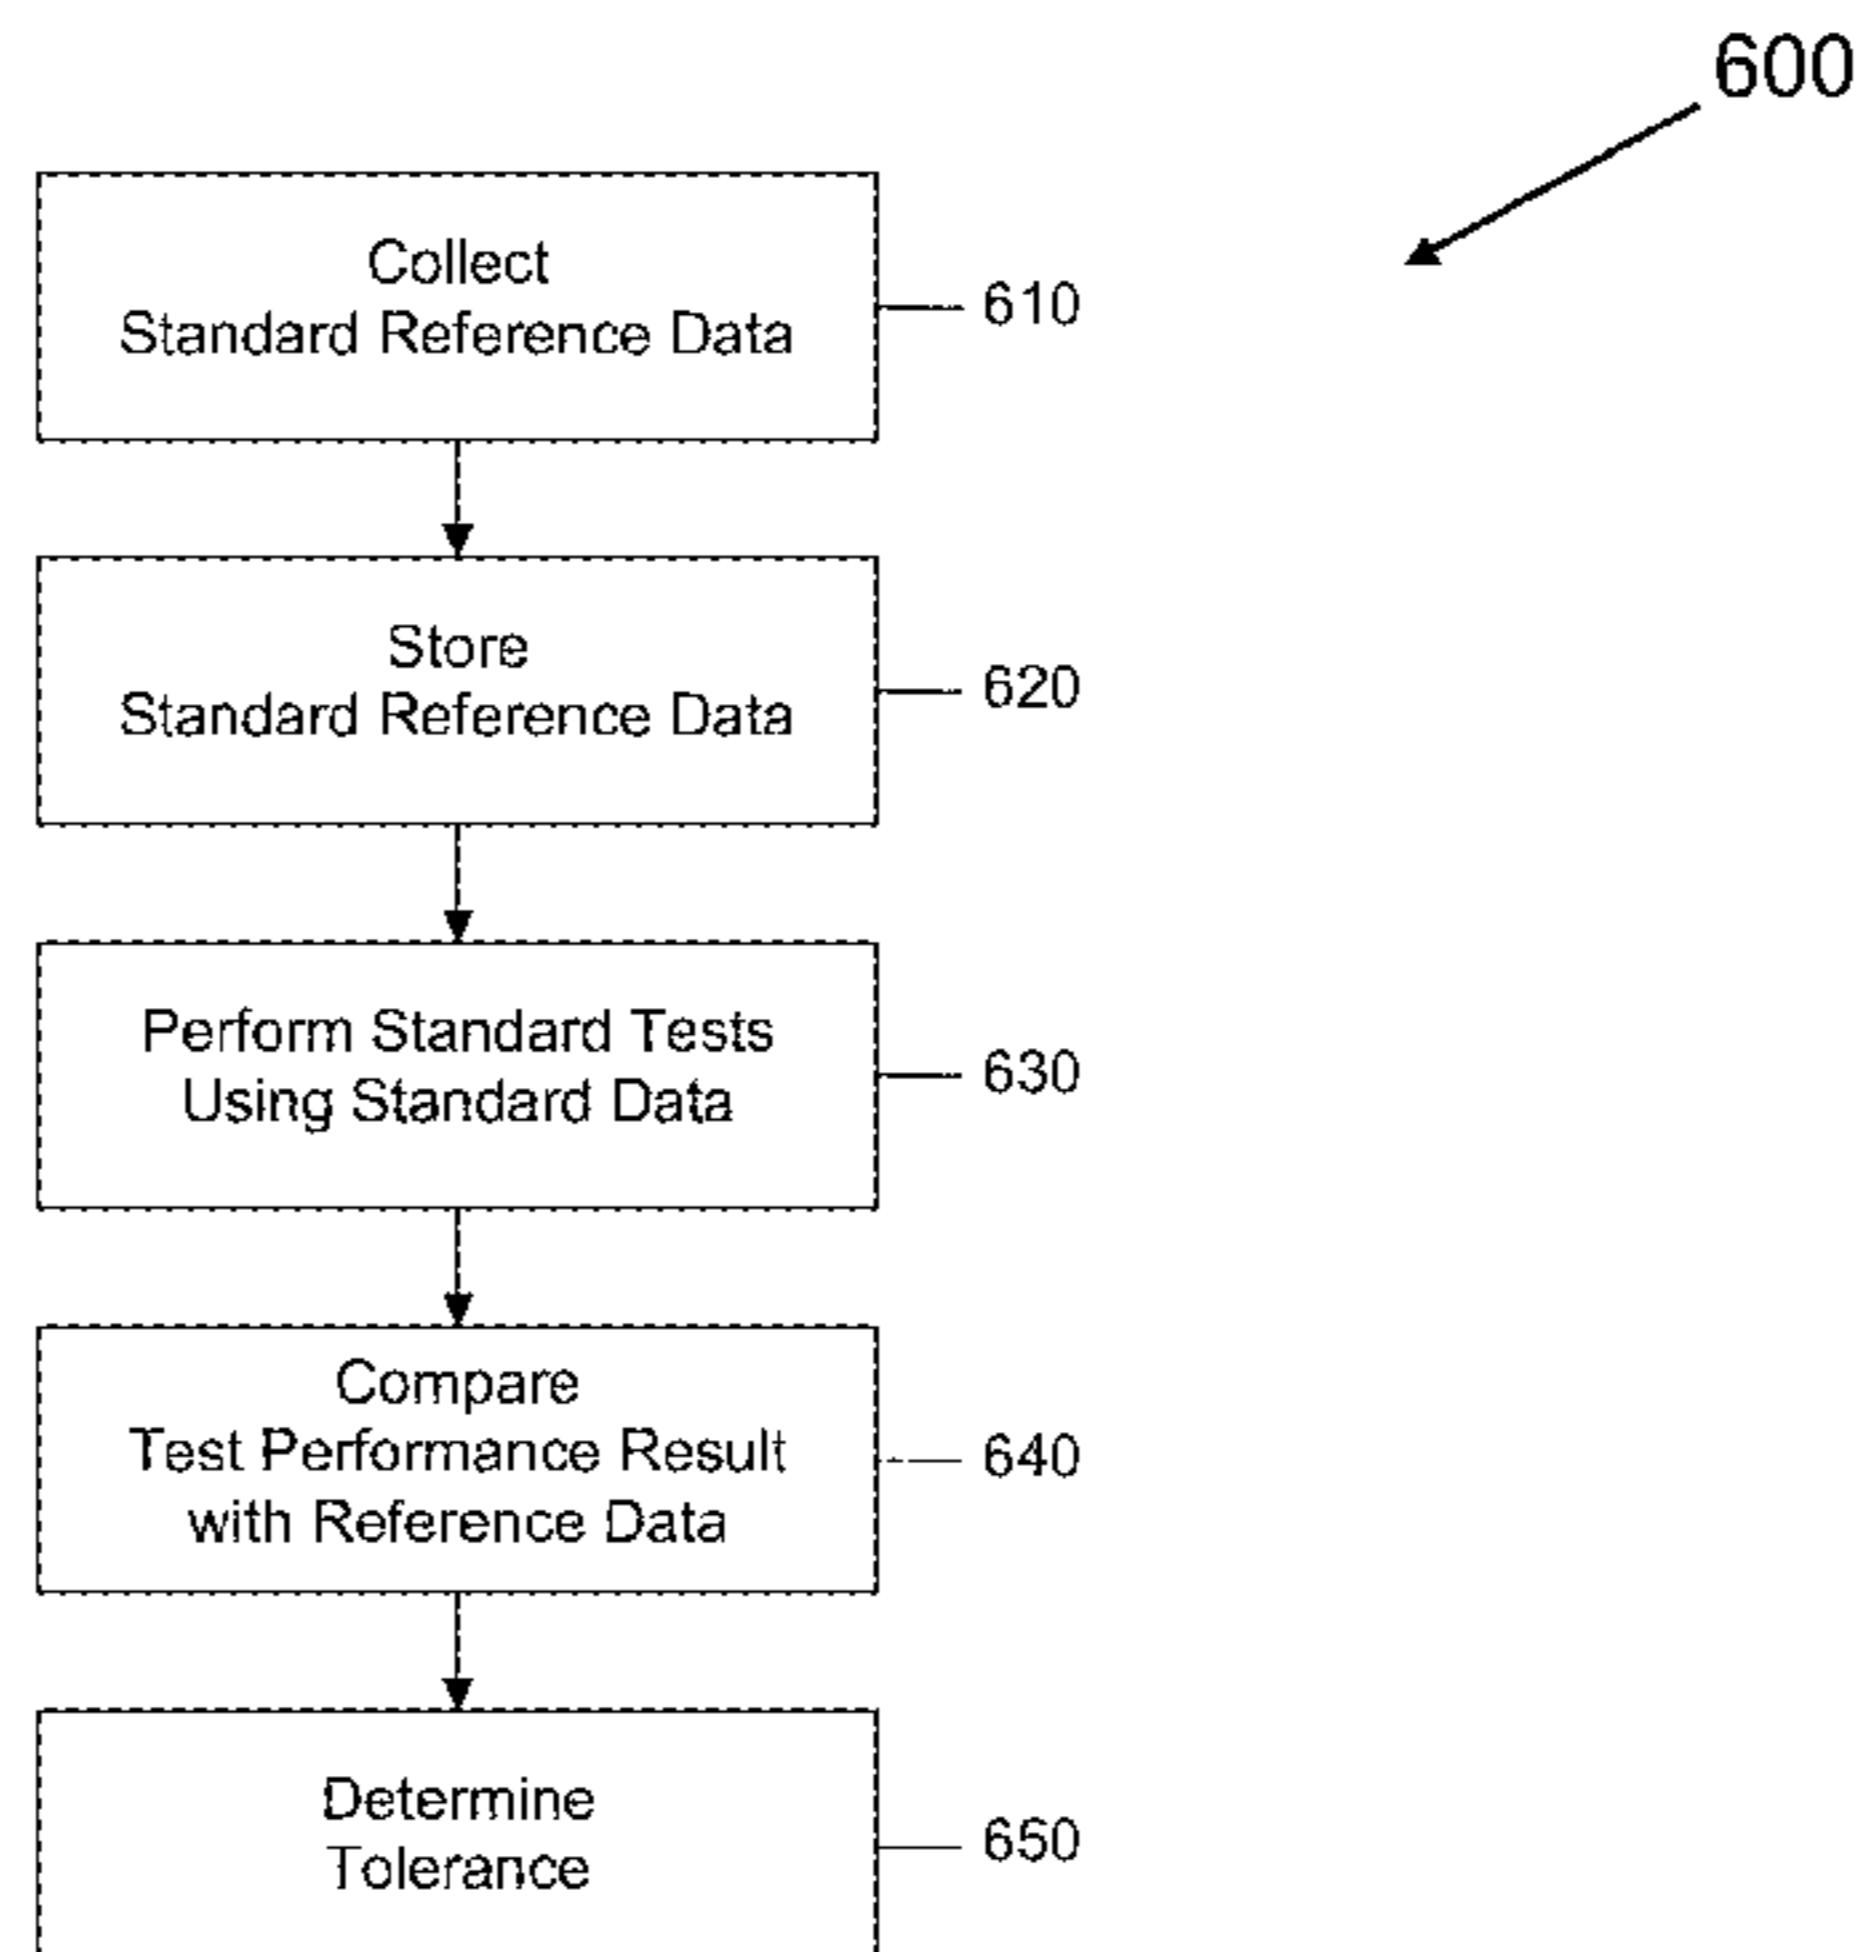 600
Collect
Standard Reference Data
610
Store
Standard Reference Data
620
Perform Standard Tests
Using Standard Data
630
Compare
Test Performance Result
with Reference Data
640
Determine
Tolerance
650